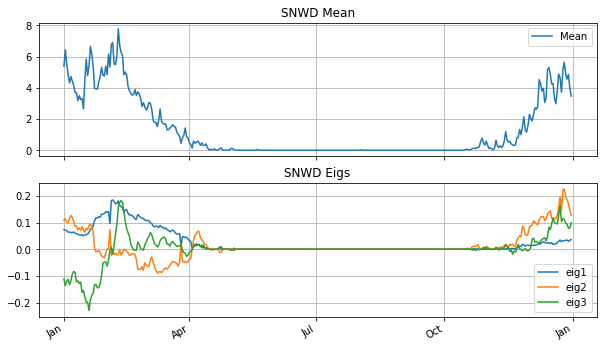 SNWD Mean
8
6
4
2
0
Mean
SNWD Eigs
0.2
0.1
0.0
−0.1
−0.2
eig1
eig2
eig3
Jan
Apr
Jul
Oct
Jan